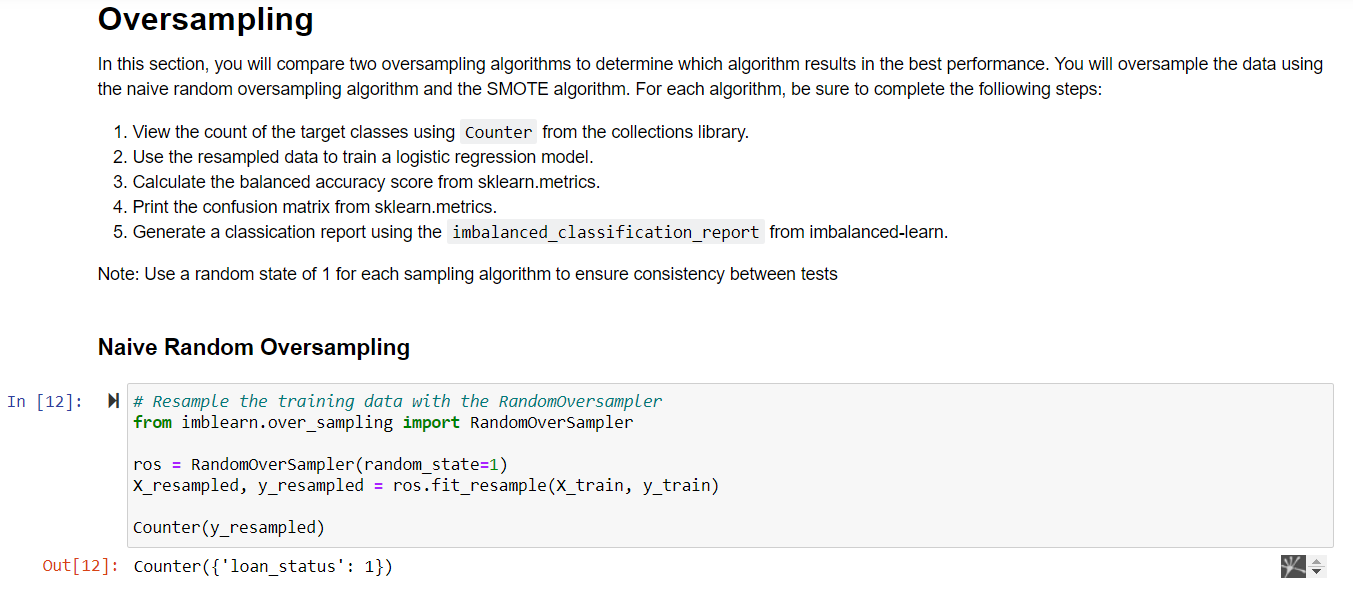 Oversampling
In this section, you will compare two oversampling algorithms to determine which algorithm results in the best performance. You will oversample the data using
the naive random oversampling algorithm and the SMOTE algorithm. For each algorithm, be sure to complete the folliowing steps:
1. View the count of the target classes using Counter from the collections library.
2. Use the resampled data to train a logistic regression model.
3. Calculate the balanced accuracy score from sklearn.metrics.
4. Print the confusion matrix from sklearn.metrics.
5. Generate a classication report using the imbalanced_classification_report from imbalanced-learn.
Note: Use a random state of 1 for each sampling algorithm to ensure consistency between tests
Naive Random Oversampling
In [12]: # Resample the training data with the RandomOversampler
from imblearn.over_sampling import RandomOverSampler
ros = RandomOverSampler(random_state=1)
X_resampled, y_resampled = ros.fit_resample(X_train, y_train)
Counter(y_resampled)
Out[12]: Counter({'loan_status': 1})